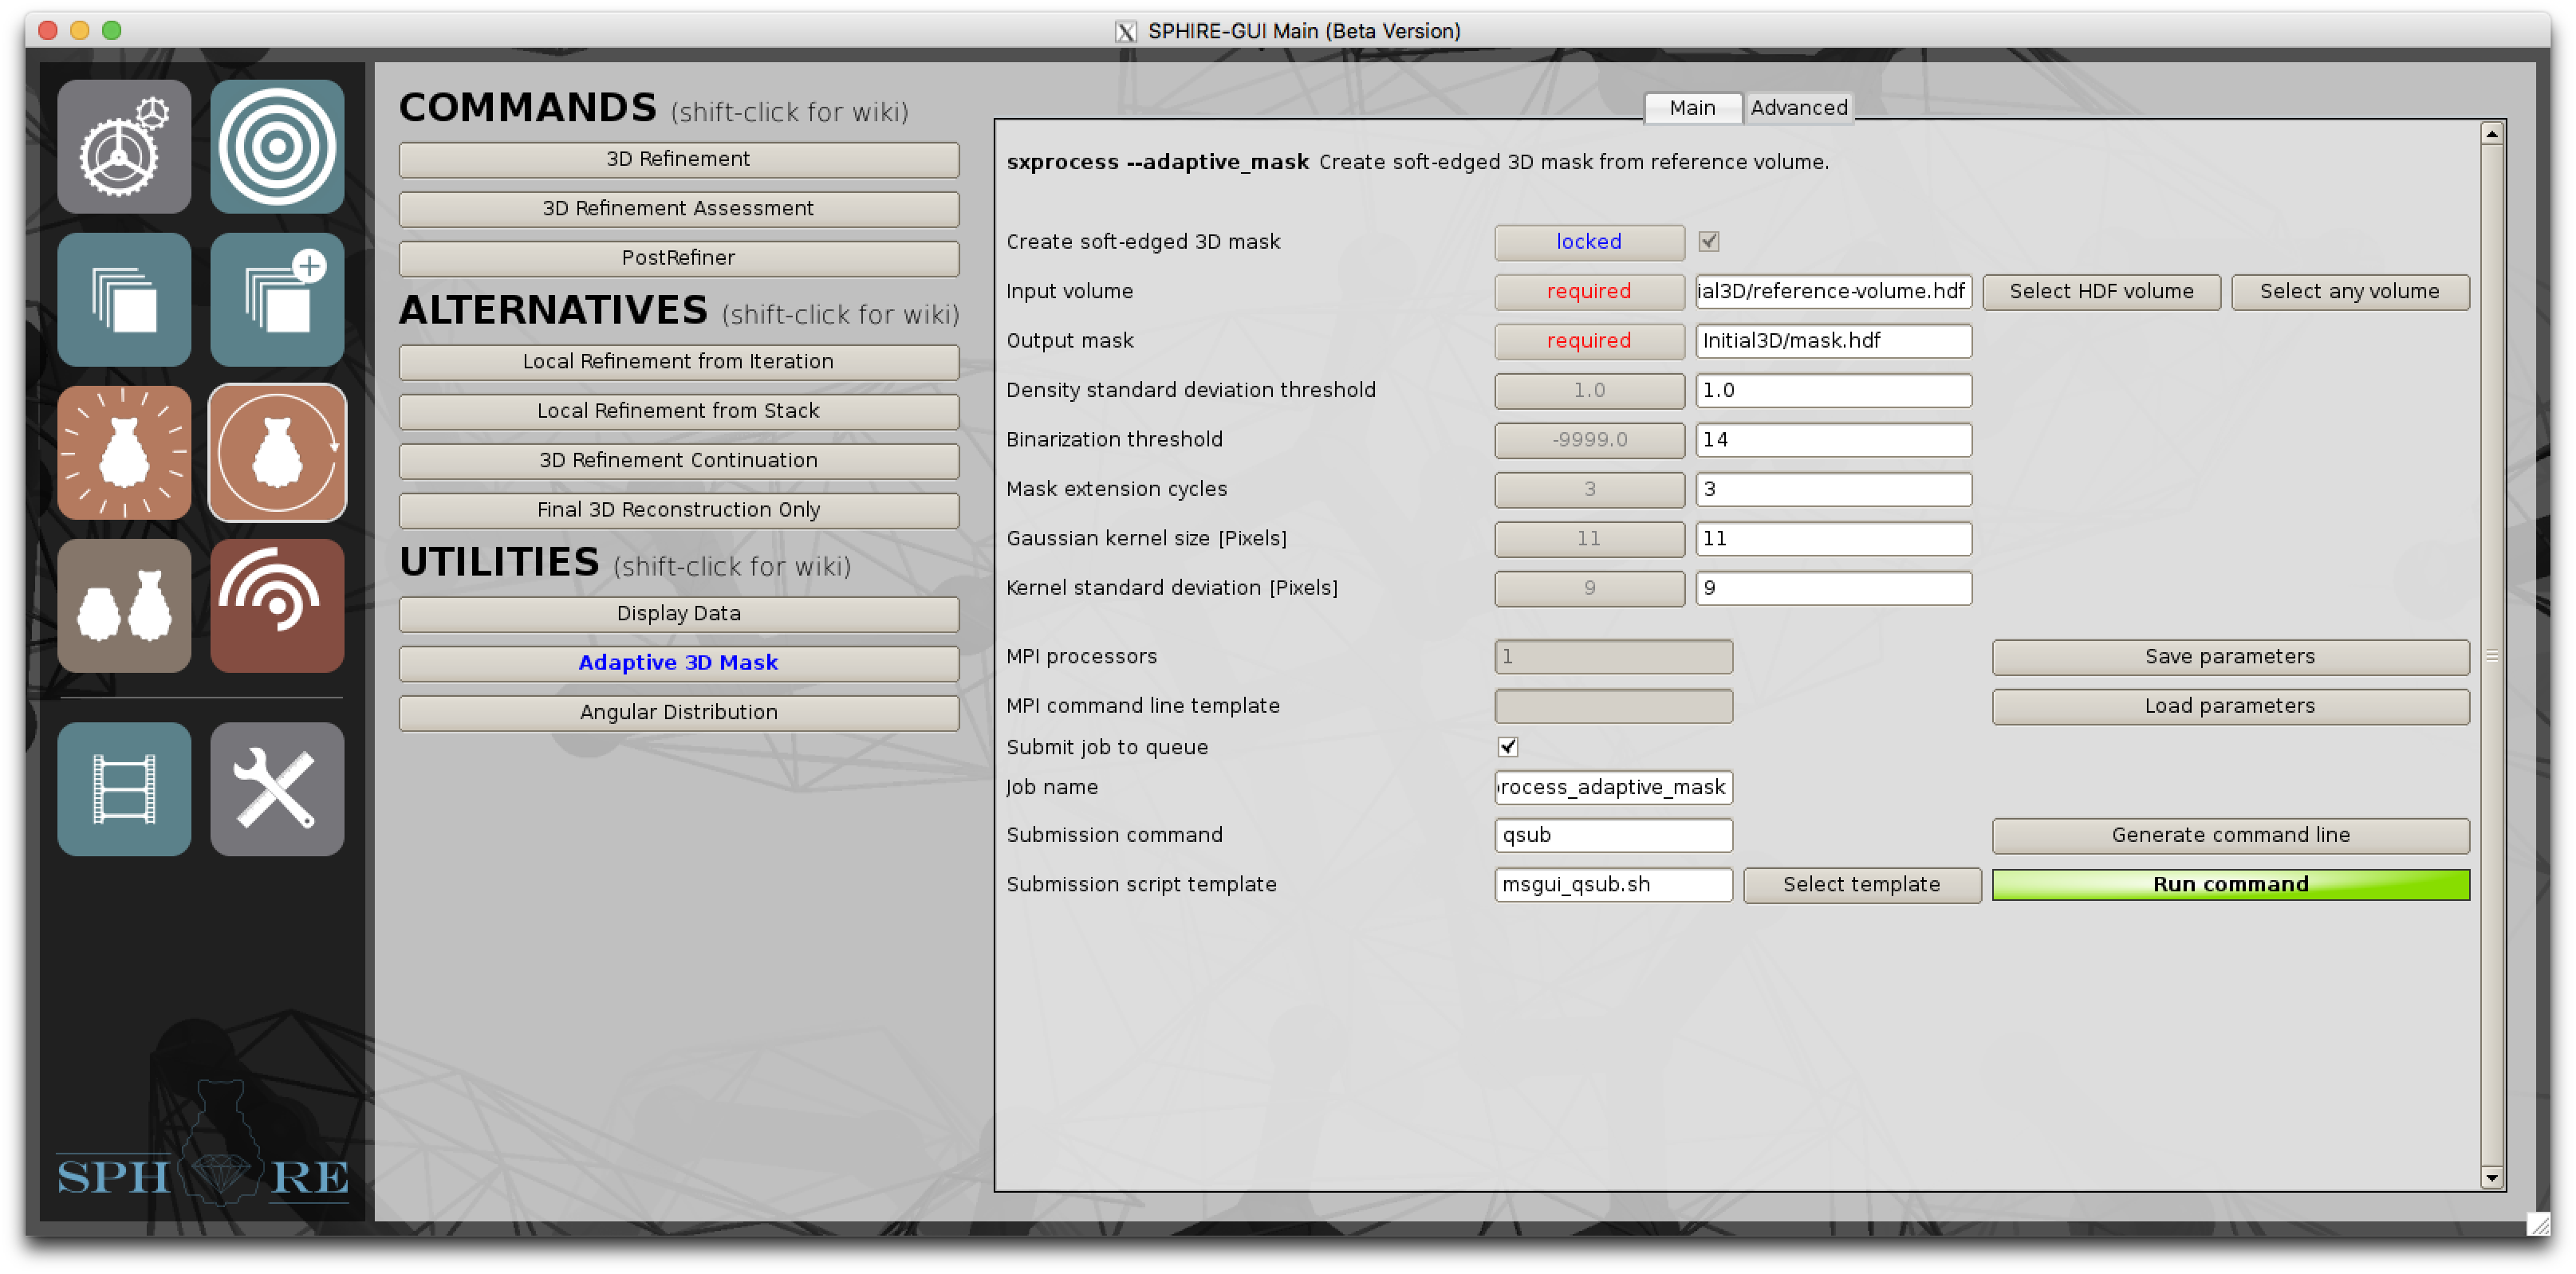 SPHIRE-GUI Main (Beta Version)
COMMANDS (shift-click for wiki)
3D Refinement
3D Refinement Assessment
PostRefiner
ALTERNATIVES (shift-click for wiki)
Local Refinement from Iteration
Local Refinement from Stack
3D Refinement Continuation
Final 3D Reconstruction Only
UTILITIES (shift-click for wiki)
Display Data
Adaptive 3D Mask
Angular Distribution
SPH RE
Main Advanced
sxprocess --adaptive_mask Create soft-edged 3D mask from reference volume.
Create soft-edged 3D mask locked
Input volume required ial3D/reference-volume.hdf Select HDF volume Select any volume
Output mask required Initial3D/mask.hdf
Density standard deviation threshold 1.0 1.0
Binarization threshold -9999.0 14
Mask extension cycles 3 3
Gaussian kernel size [Pixels] 11 11
Kernel standard deviation [Pixels] 9 9
MPI processors 1 Save parameters
MPI command line template Load parameters
Submit job to queue
Job name rocess_adaptive_mask
Submission command qsub Generate command line
Submission script template msgui_qsub.sh Select template Run command